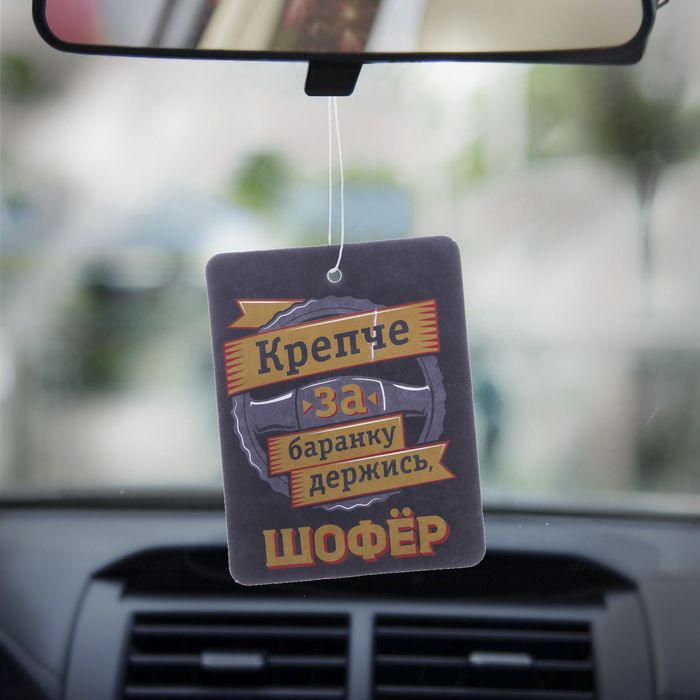 Крепче
за
баранку
держись,
ШОФЁР